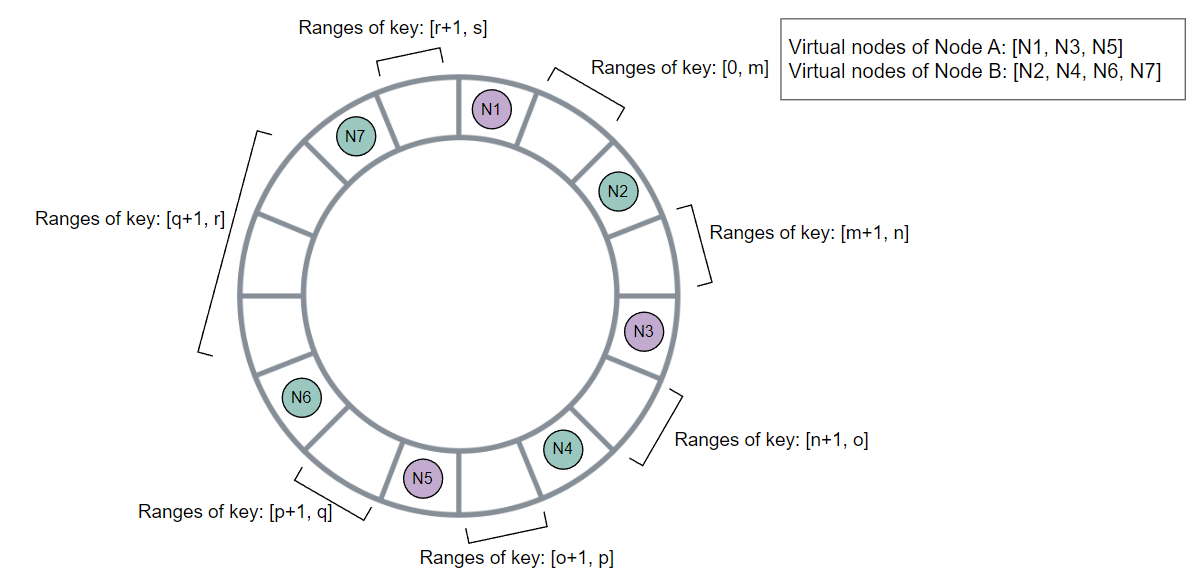 Ranges of key: [r+1, s]
Ranges of key: [0, m]
Virtual nodes of Node A: [N1, N3, N5]
Virtual nodes of Node B: [N2, N4, N6, N7]
N1
N7
N2
Ranges of key: [q+1, r]
Ranges of key: [m+1, n]
N3
N6
Ranges of key: [n+1, o]
N4
N5
Ranges of key: [p+1, q]
Ranges of key: [o+1, p]